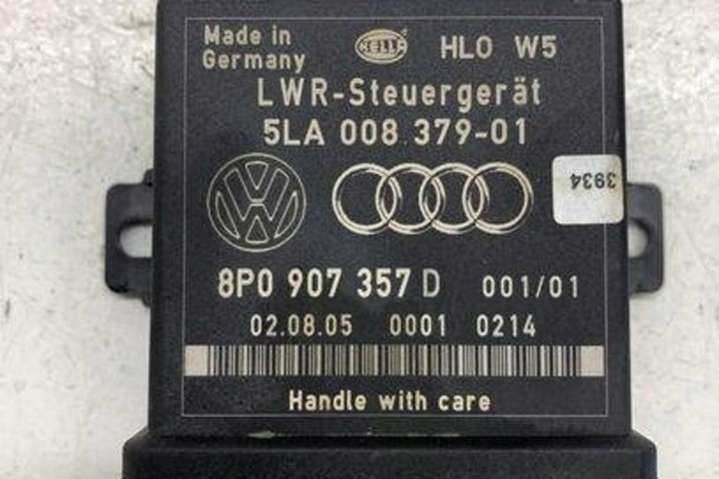 Made in
Germany
HELLA
HLO W5
LWR-Steuergerät
5LA 008 379-01
3934
8P0 907 357 D 001/01
02.08.05 0001 0214
Handle with care